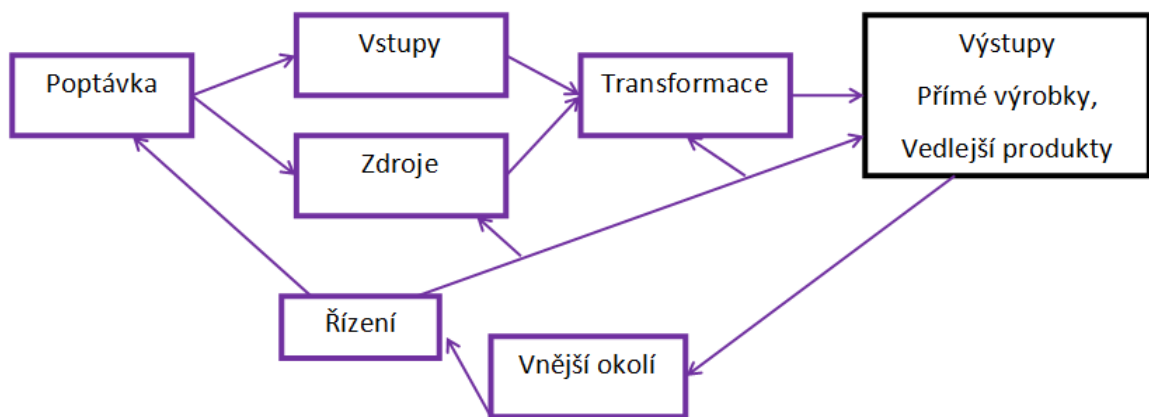 Poptávka
Vstupy
Zdroje
Transformace
Výstupy
Přímé výrobky,
Vedlejší produkty
Řízení
Vnější okolí